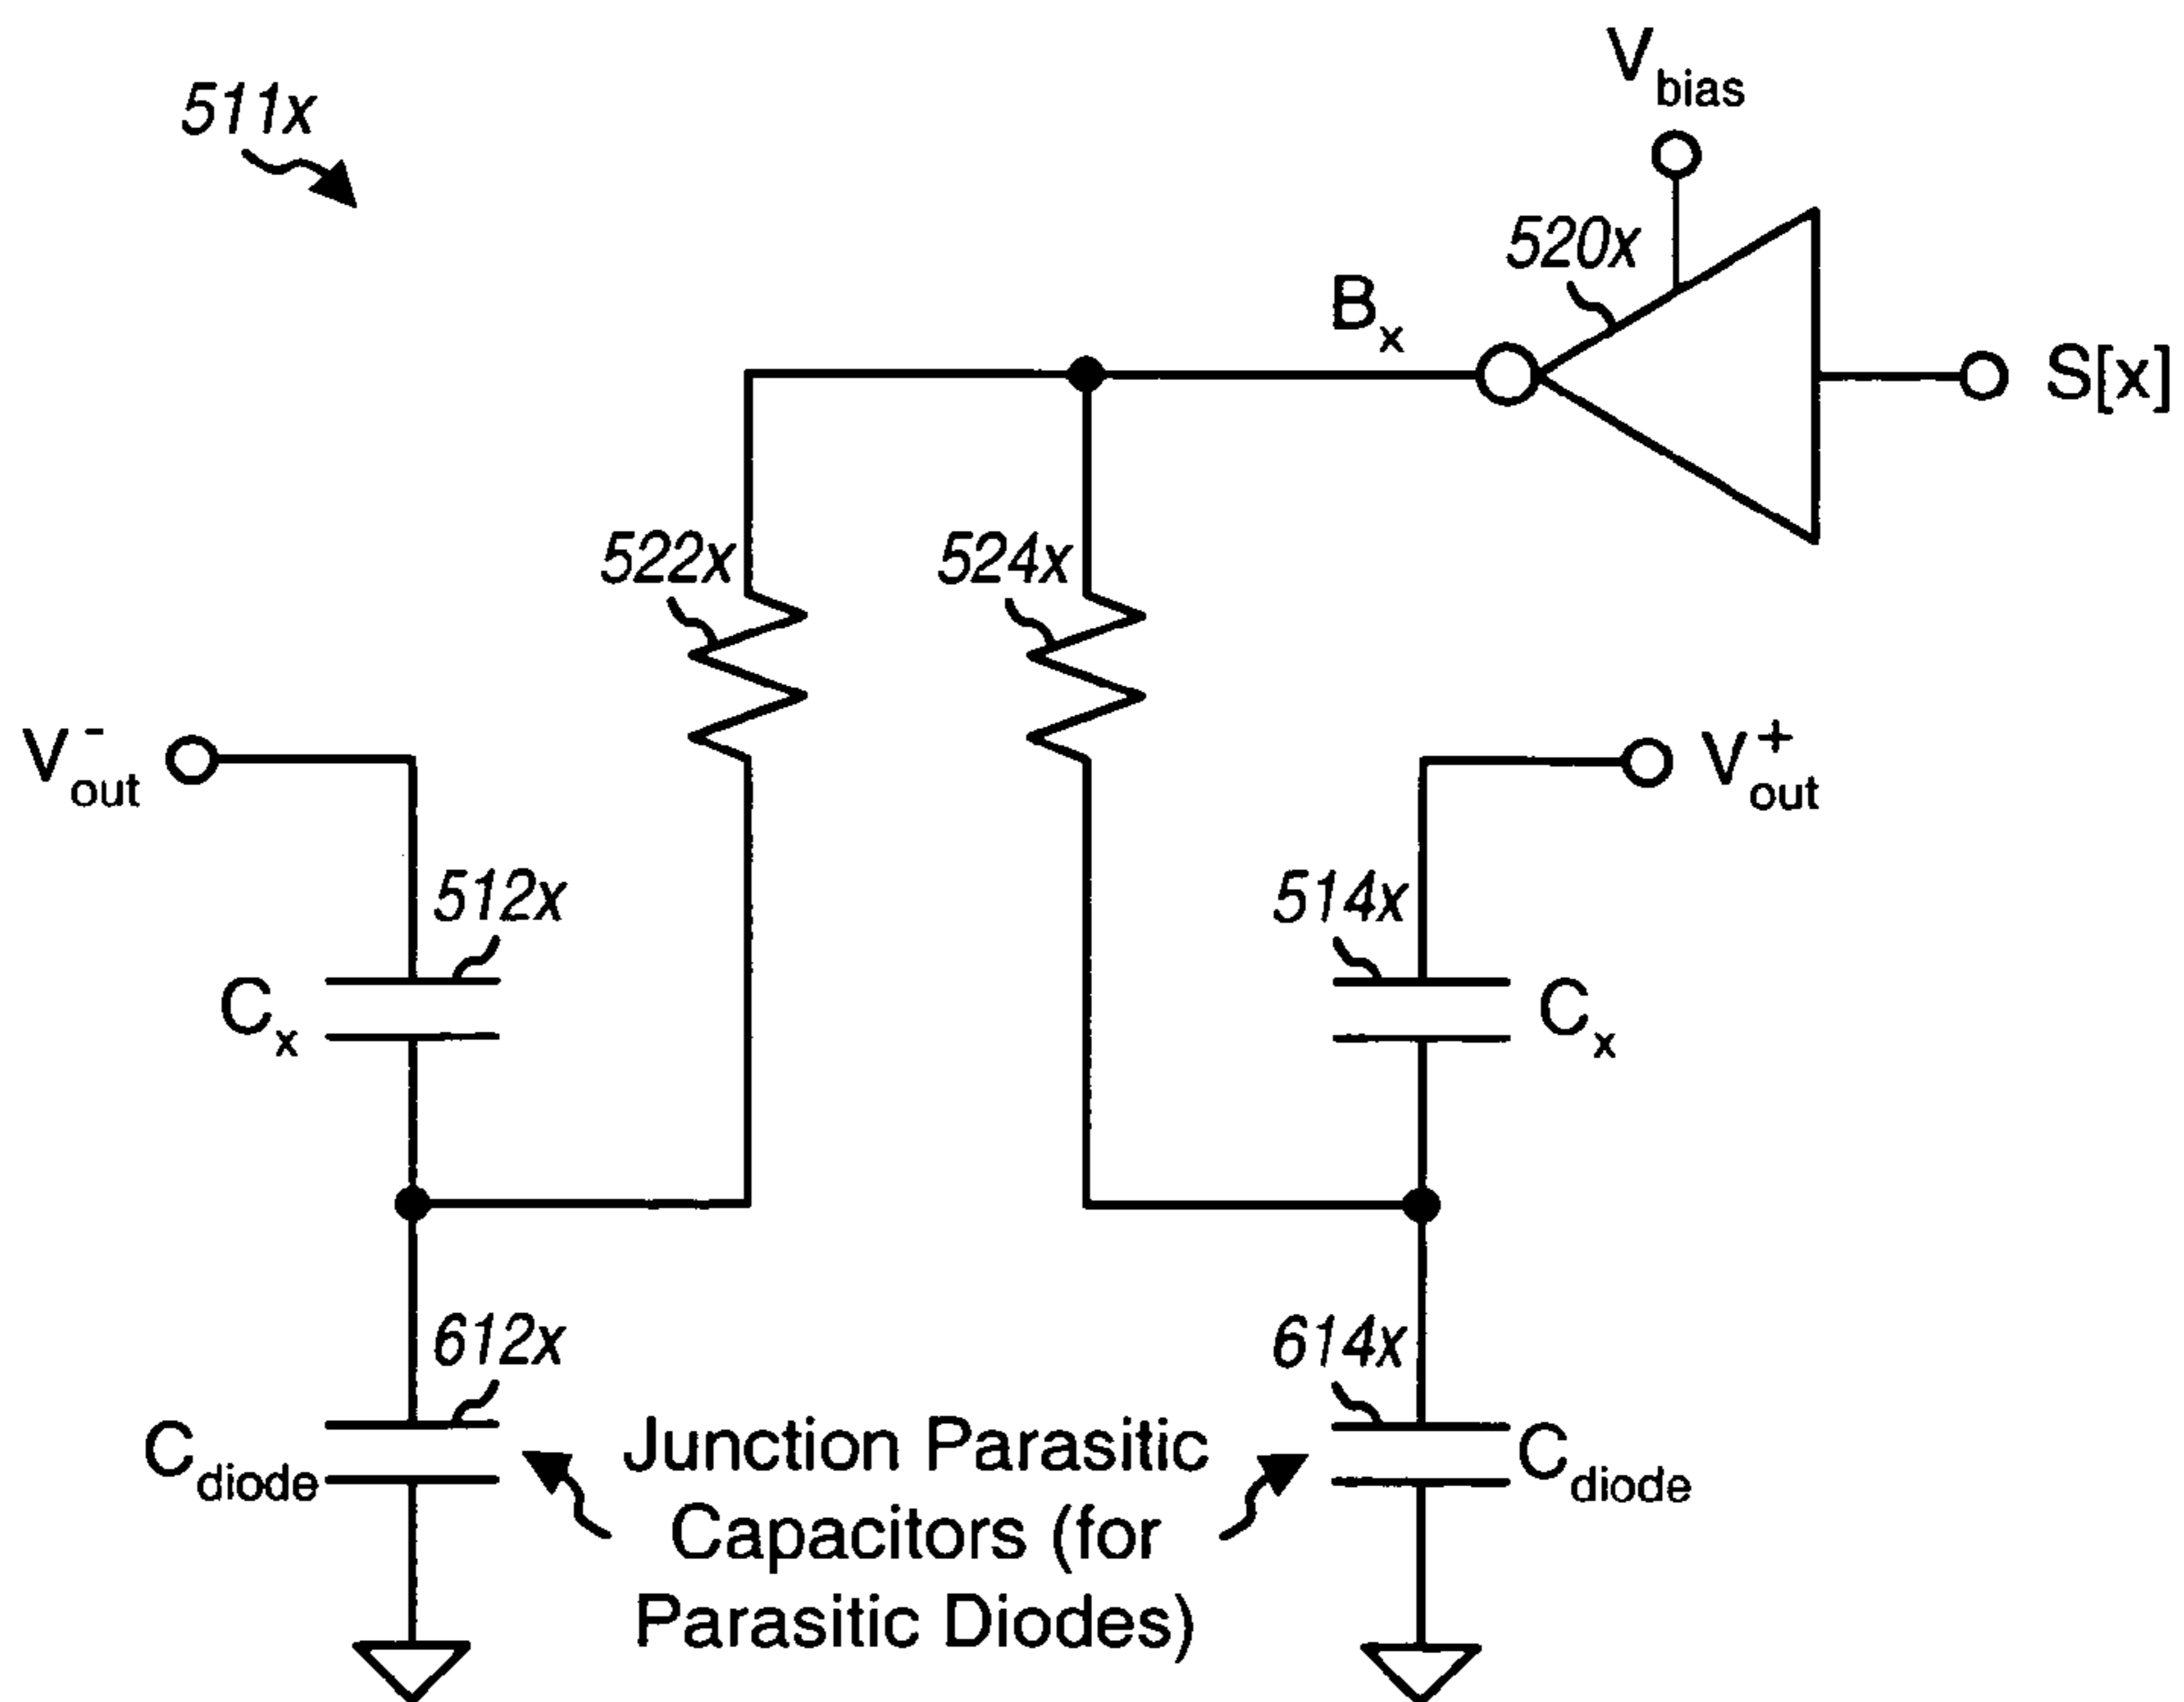 511x
V bias
520x
B x
S[x]
522x
524x
V - out
V + out
512x
514x
C x
C x
612x
614x
C diode
Junction Parasitic
Capacitors (for
Parasitic Diodes)
C diode